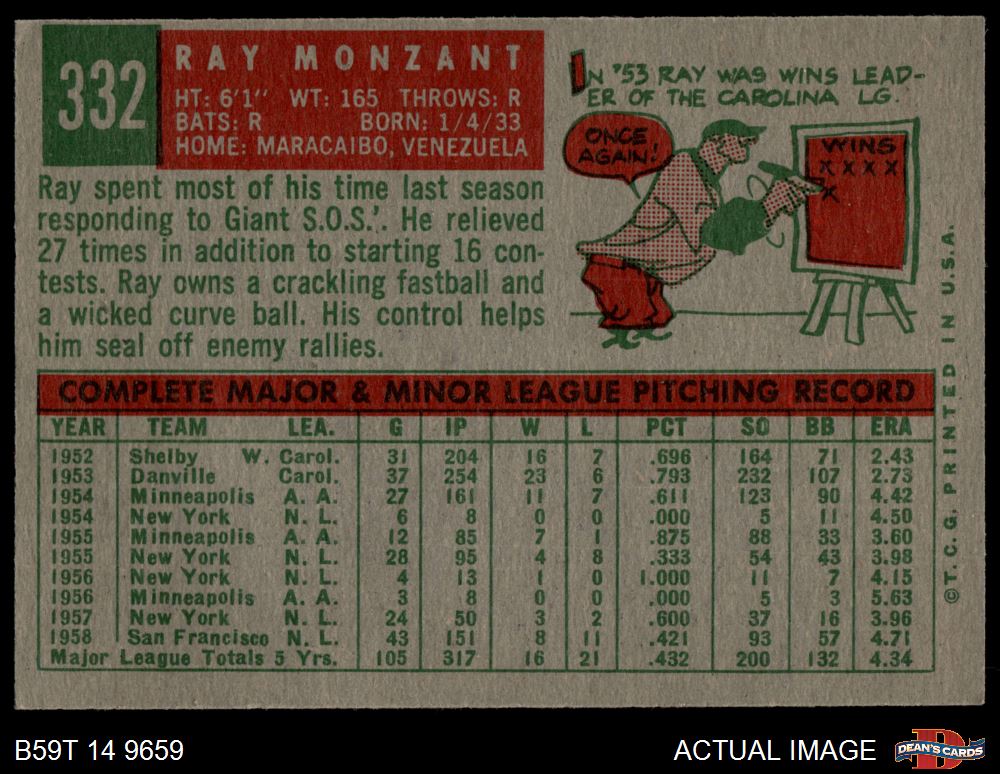 332
RAY MONZANT
HT: 6'1" WT: 165 THROWS: R
BATS: R BORN: 1/4/33
HOME: MARACAIBO, VENEZUELA
Ray spent most of his time last season
responding to Giant S.O.S.'. He relieved
27 times in addition to starting 16 con-
tests. Ray owns a crackling fastball and
a wicked curve ball. His control helps
him seal off enemy rallies.
IN '53 RAY WAS WINS LEAD-
ER OF THE CAROLINA LG.
ONCE
AGAIN!
WINS
X X X X
X
COMPLETE MAJOR & MINOR LEAGUE PITCHING RECORD
YEAR TEAM LEA. G IP W L PCT SO BB ERA
1952 Shelby W. Carol. 31 204 16 7 .696 164 71 2.43
1953 Danville Carol. 37 254 23 6 .793 232 107 2.73
1954 Minneapolis A. A. 27 161 11 7 .611 123 90 4.42
1954 New York N. L. 6 8 0 0 .000 5 11 4.50
1955 Minneapolis A. A. 12 85 7 1 .875 88 33 3.60
1955 New York N. L. 28 95 4 8 .333 54 43 3.98
1956 New York N. L. 4 13 1 0 1.000 11 7 4.15
1956 Minneapolis A. A. 3 8 0 0 .000 5 3 5.63
1957 New York N. L. 24 50 3 2 .600 37 16 3.96
1958 San Francisco N. L. 43 151 8 11 .421 93 57 4.71
Major League Totals 5 Yrs. 105 317 16 21 .432 200 132 4.34
©T.C.G. PRINTED IN U.S.A.
B59T 14 9659
ACTUAL IMAGE
DEAN'S CARDS